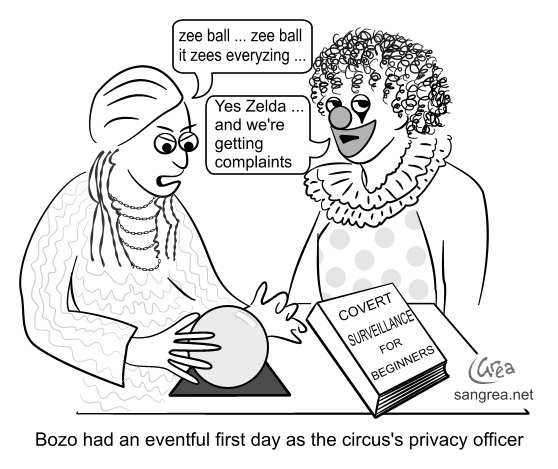 zee ball ... zee ball
it zees everyzing ...
Yes Zelda ...
and we're
getting
complaints
COVERT
SURVEILLANCE
FOR
BEGINNERS
Crea
sangrea.net
Bozo had an eventful first day as the circus's privacy officer